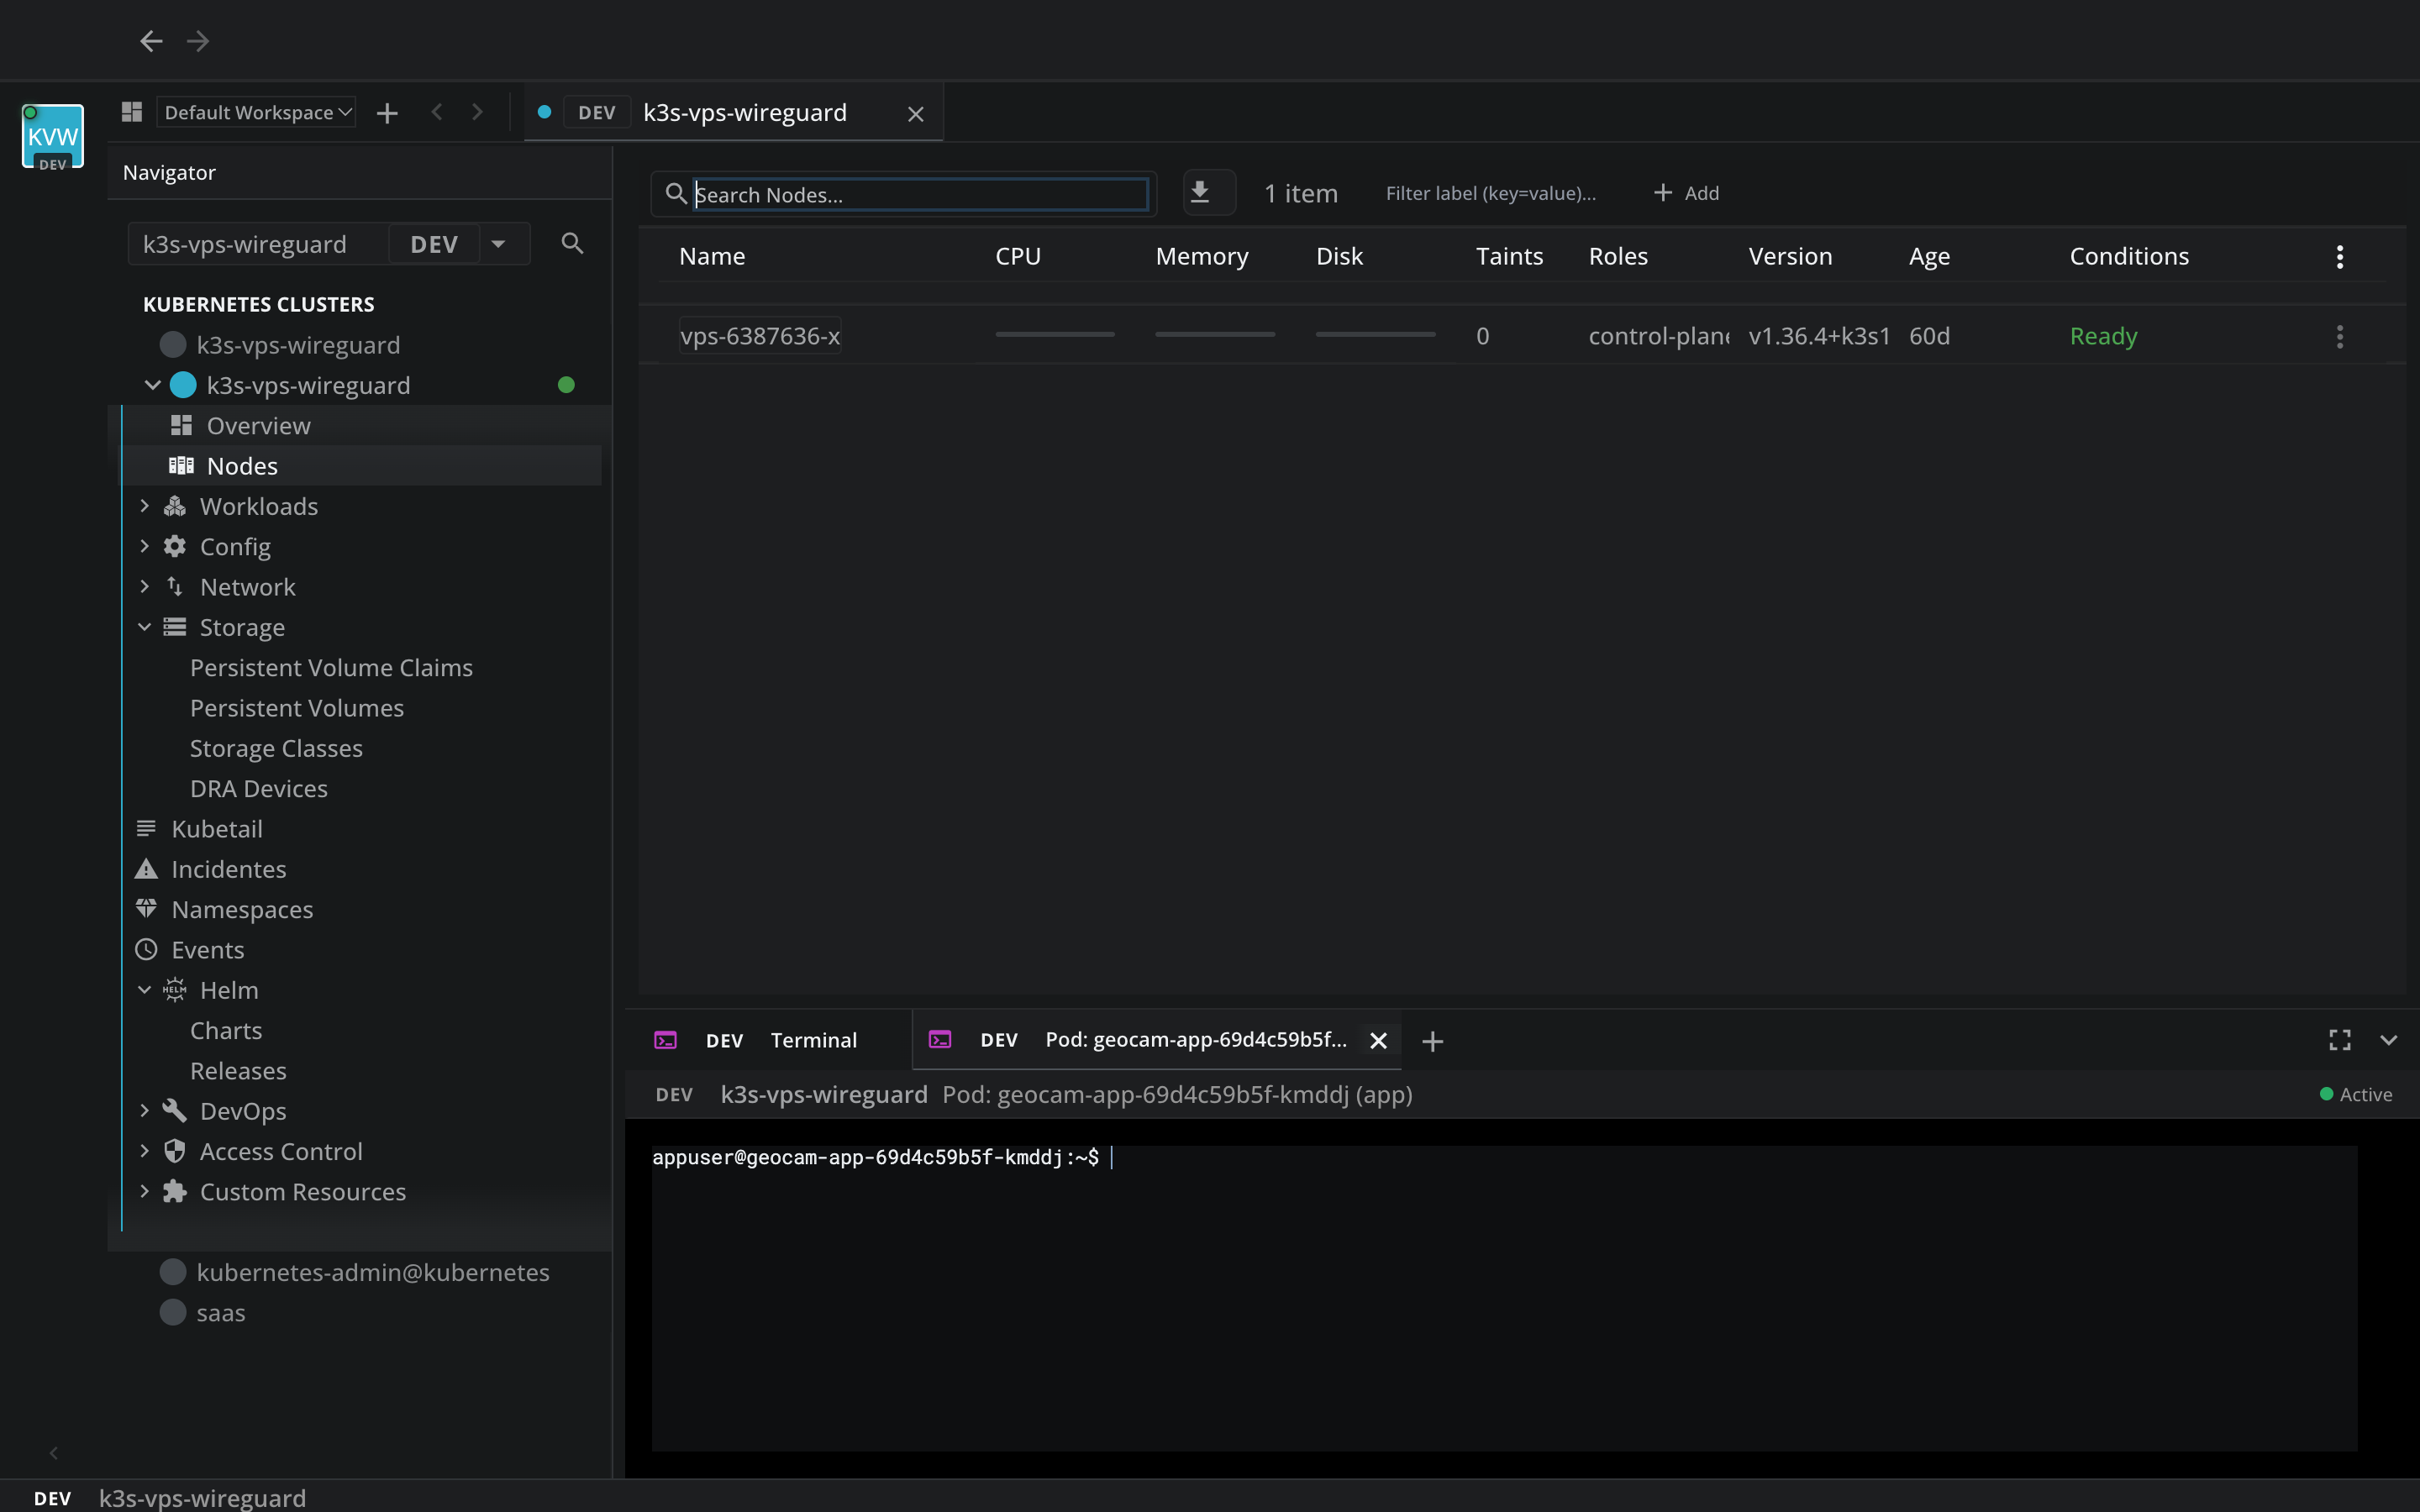 Default Workspace
DEV k3s-vps-wireguard
KVW
DEV
Navigator
k3s-vps-wireguard DEV
KUBERNETES CLUSTERS
k3s-vps-wireguard
k3s-vps-wireguard
Overview
Nodes
Workloads
Config
Network
Storage
Persistent Volume Claims
Persistent Volumes
Storage Classes
DRA Devices
Kubetail
Incidentes
Namespaces
Events
HELM Helm
Charts
Releases
DevOps
Access Control
Custom Resources
kubernetes-admin@kubernetes
saas
Search Nodes... 1 item Filter label (key=value)... + Add
Name CPU Memory Disk Taints Roles Version Age Conditions
vps-6387636-x 0 control-plane v1.36.4+k3s1 60d Ready
DEV Terminal DEV Pod: geocam-app-69d4c59b5f...
DEV k3s-vps-wireguard Pod: geocam-app-69d4c59b5f-kmddj (app) Active
appuser@geocam-app-69d4c59b5f-kmddj:~$
DEV k3s-vps-wireguard